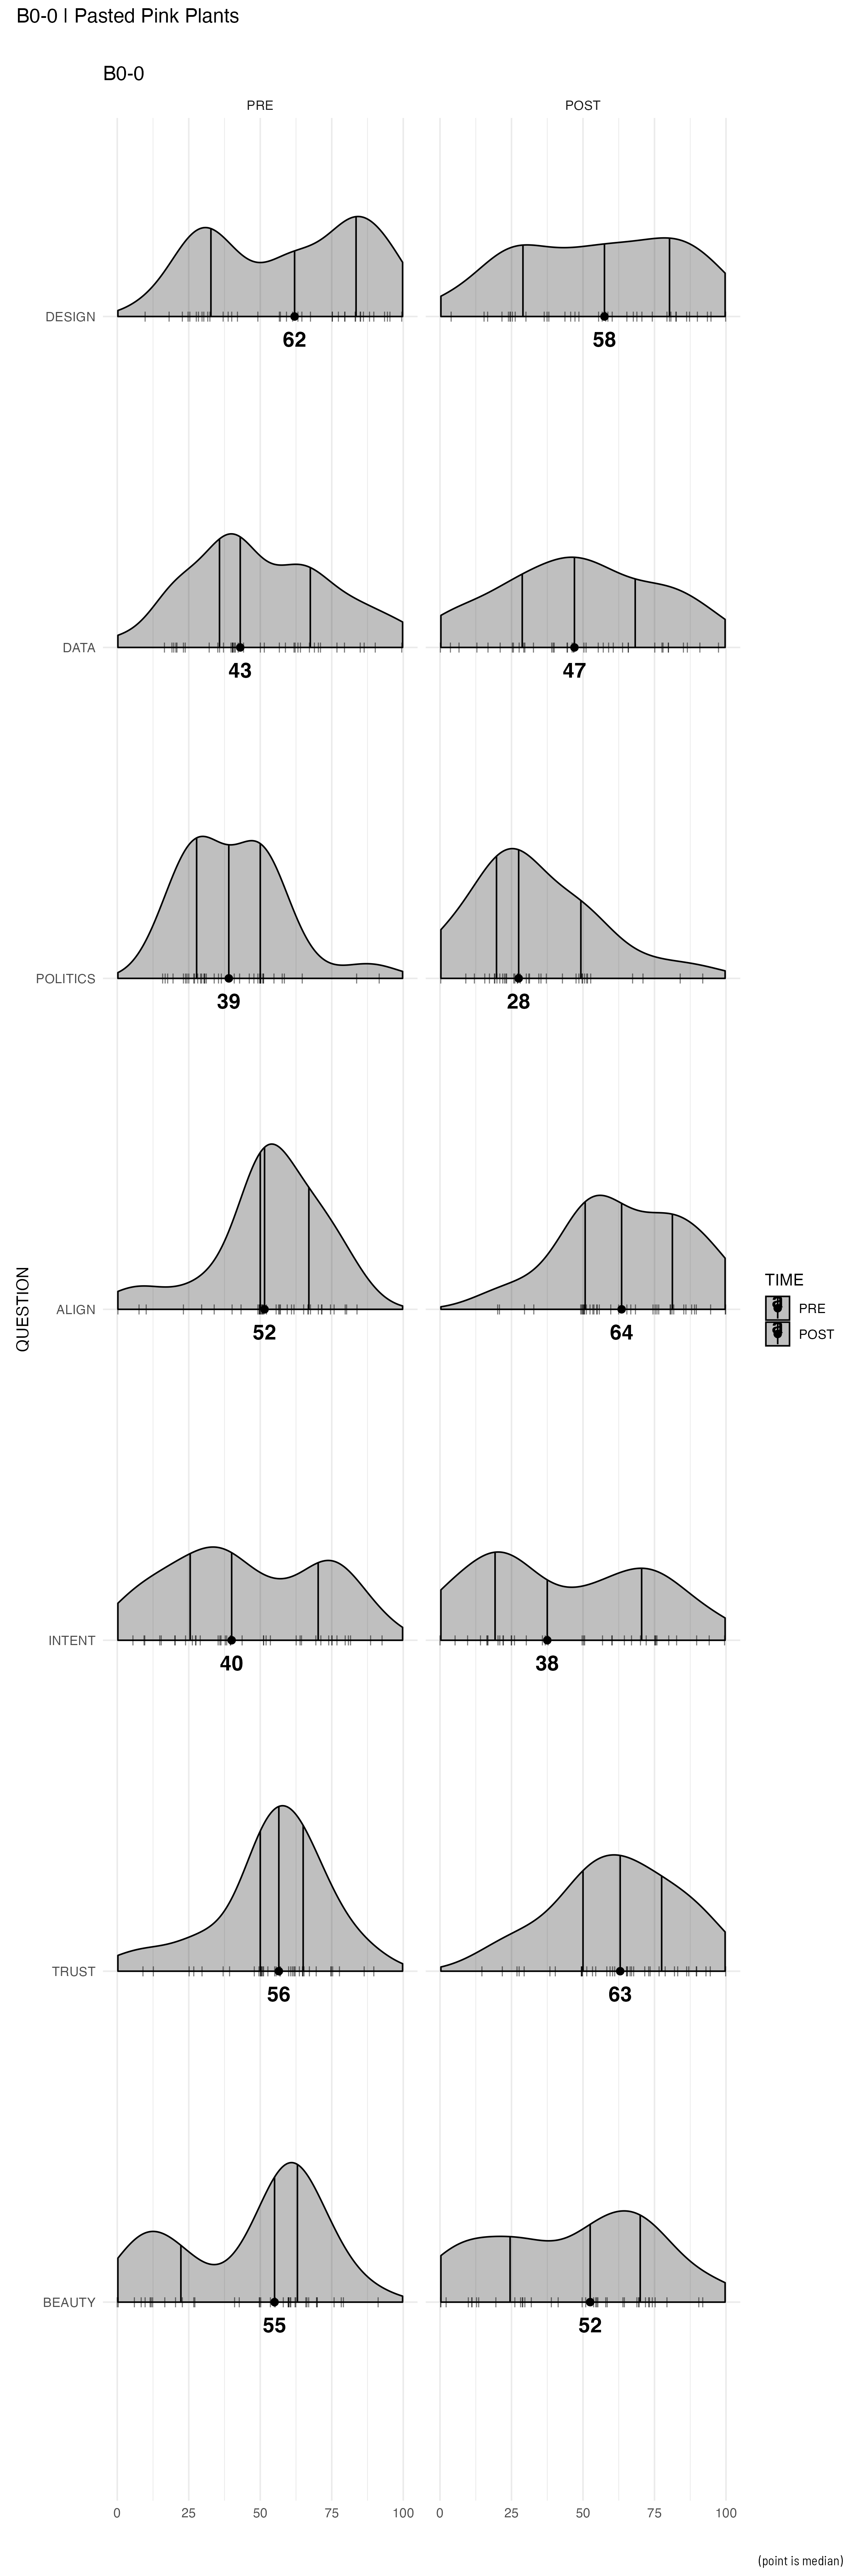 B0-0 | Pasted Pink Plants
B0-0
PRE
POST
DESIGN
62
58
DATA
43
47
POLITICS
39
28
ALIGN
52
64
QUESTION
TIME
PRE
POST
INTENT
40
38
TRUST
56
63
BEAUTY
55
52
0 25 50 75 100
0 25 50 75 100
(point is median)